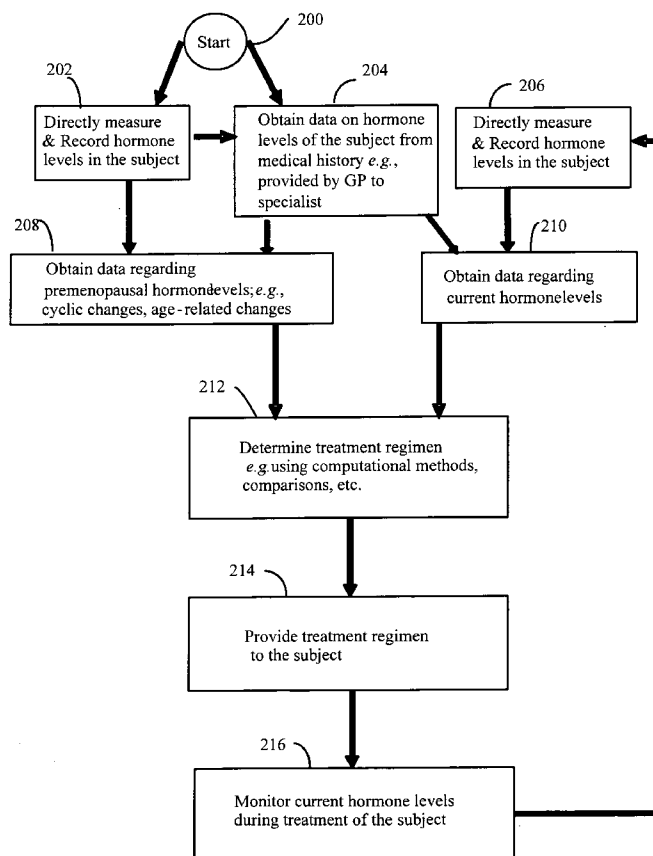 200
Start
202
Directly measure
& Record hormone
levels in the subject
204
Obtain data on hormone
levels of the subject from
medical history e.g.,
provided by GP to
specialist
206
Directly measure
& Record hormone
levels in the subject
208
Obtain data regarding
premenopausal hormonelevels; e.g.,
cyclic changes, age-related changes
210
Obtain data regarding
current hormonelevels
212
Determine treatment regimen
e.g. using computational methods,
comparisons, etc.
214
Provide treatment regimen
to the subject
216
Monitor current hormone levels
during treatment of the subject